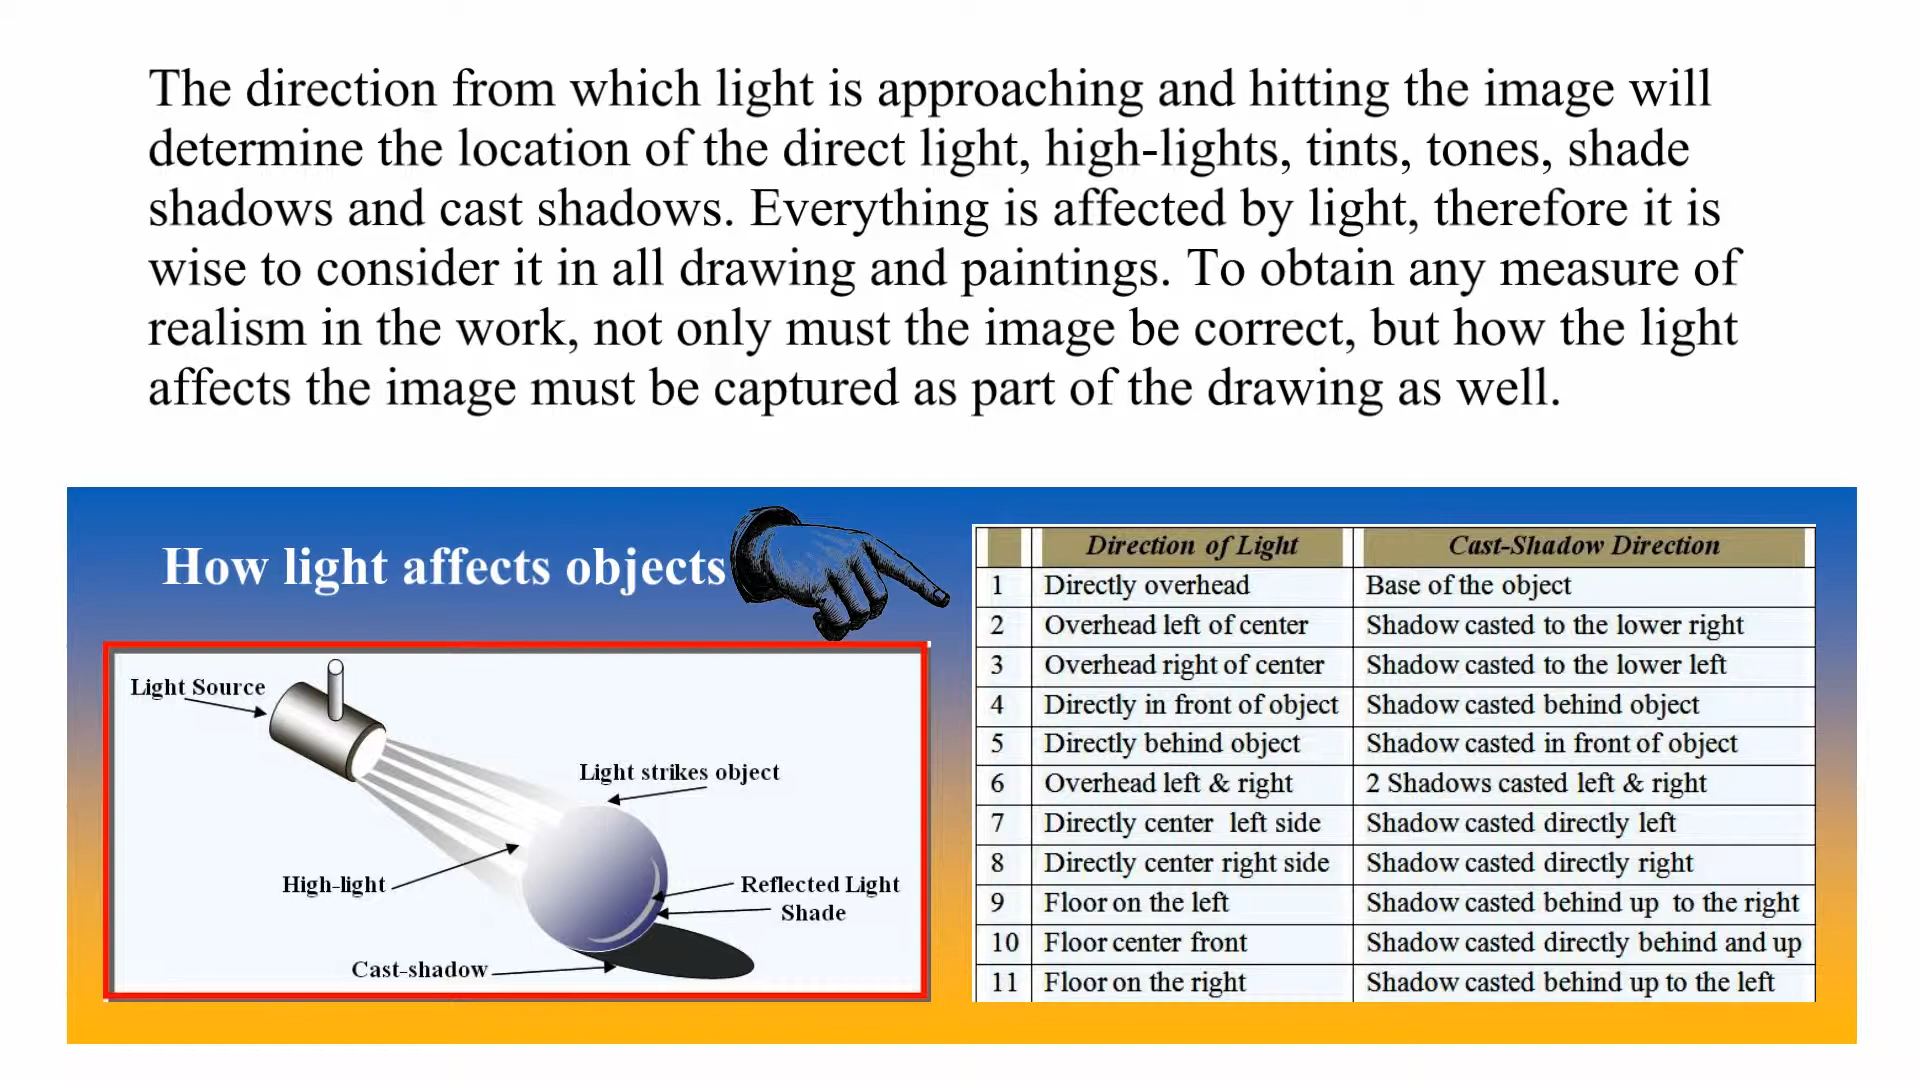 The direction from which light is approaching and hitting the image will
determine the location of the direct light, high-lights, tints, tones, shade
shadows and cast shadows. Everything is affected by light, therefore it is
wise to consider it in all drawing and paintings. To obtain any measure of
realism in the work, not only must the image be correct, but how the light
affects the image must be captured as part of the drawing as well.
How light affects objects
Light Source
Light strikes object
High-light
Reflected Light
Shade
Cast-shadow
Direction of Light Cast-Shadow Direction
1 Directly overhead Base of the object
2 Overhead left of center Shadow casted to the lower right
3 Overhead right of center Shadow casted to the lower left
4 Directly in front of object Shadow casted behind object
5 Directly behind object Shadow casted in front of object
6 Overhead left & right 2 Shadows casted left & right
7 Directly center left side Shadow casted directly left
8 Directly center right side Shadow casted directly right
9 Floor on the left Shadow casted behind up to the right
10 Floor center front Shadow casted directly behind and up
11 Floor on the right Shadow casted behind up to the left